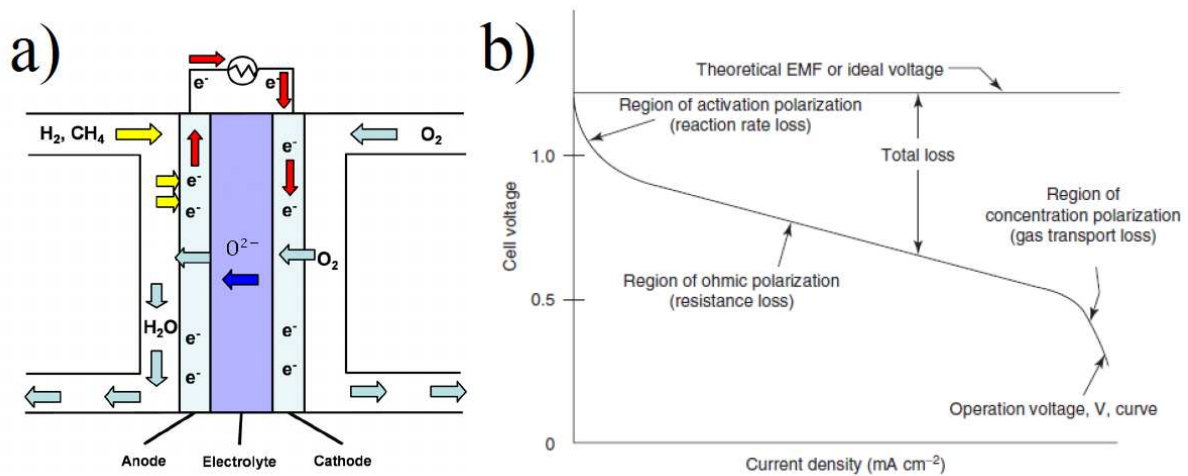 a)
e⁻ e⁻
H₂, CH₄
O₂
e⁻
e⁻
e⁻
e⁻
O²⁻
O₂
H₂O
e⁻
e⁻
e⁻
e⁻
Anode Electrolyte Cathode
b)
Theoretical EMF or ideal voltage
Region of activation polarization
(reaction rate loss)
Total loss
1.0
Region of
concentration polarization
(gas transport loss)
Cell voltage
Region of ohmic polarization
(resistance loss)
0.5
Operation voltage, V, curve
0
Current density (mA cm⁻²)